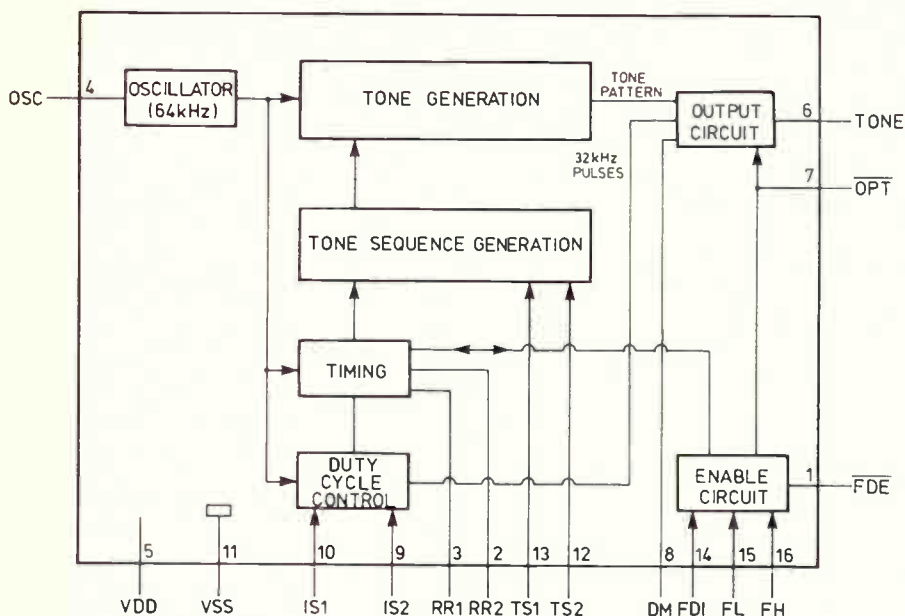 OSC
4
OSCILLATOR
(64kHz)
TONE GENERATION
TONE
PATTERN
OUTPUT
CIRCUIT
6
TONE
32kHz
PULSES
7
OPT
TONE SEQUENCE GENERATION
TIMING
DUTY
CYCLE
CONTROL
ENABLE
CIRCUIT
1
FDE
5
11
10
9
3
2
13
12
8
14
15
16
VDD
VSS
IS1
IS2
RR1
RR2
TS1
TS2
DM
FDI
FL
FH